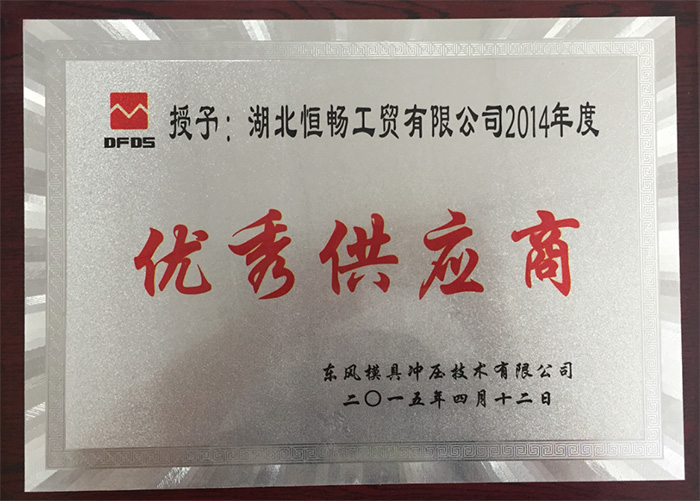 DFDS
授予：湖北恒畅工贸有限公司2014年度
优秀供应商
东风模具冲压技术有限公司
二〇一五年四月十二日